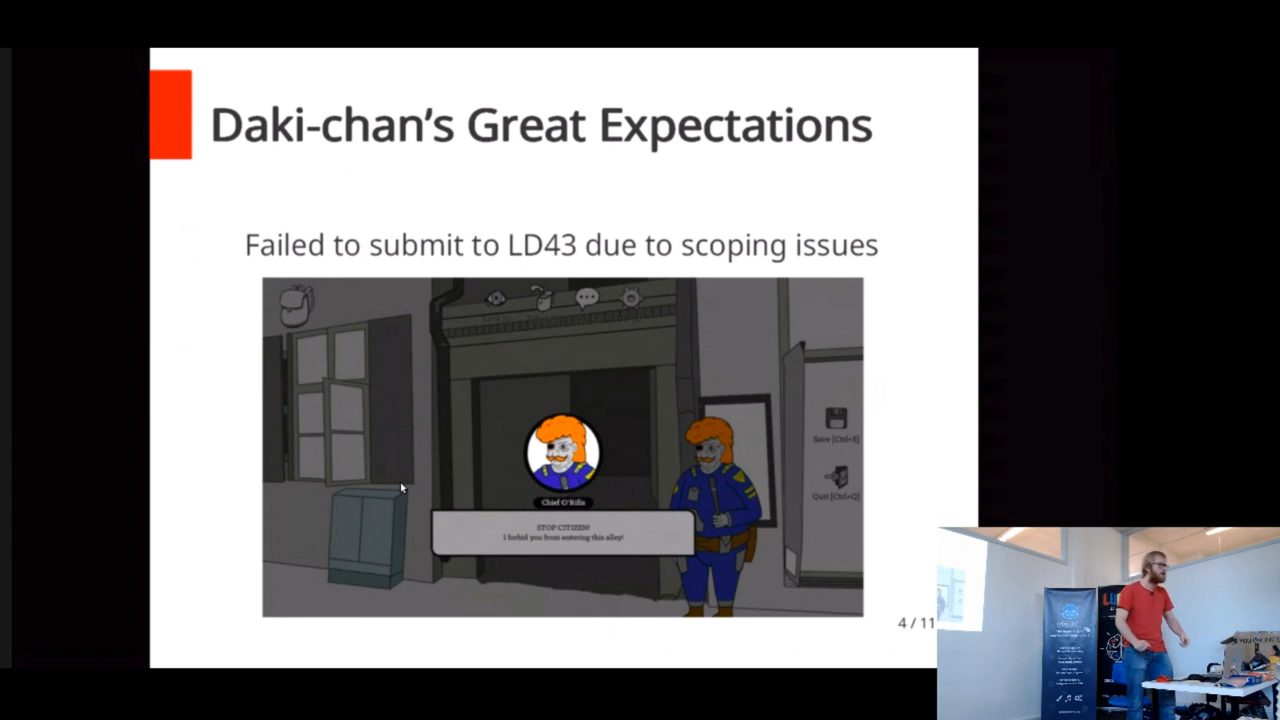 Daki-chan's Great Expectations
Failed to submit to LD43 due to scoping issues
Save [Ctrl+S]
Quit [Ctrl+Q]
Chief O'Rilla
STOP CITIZEN!
I forbid you from entering this alley!
4 / 11